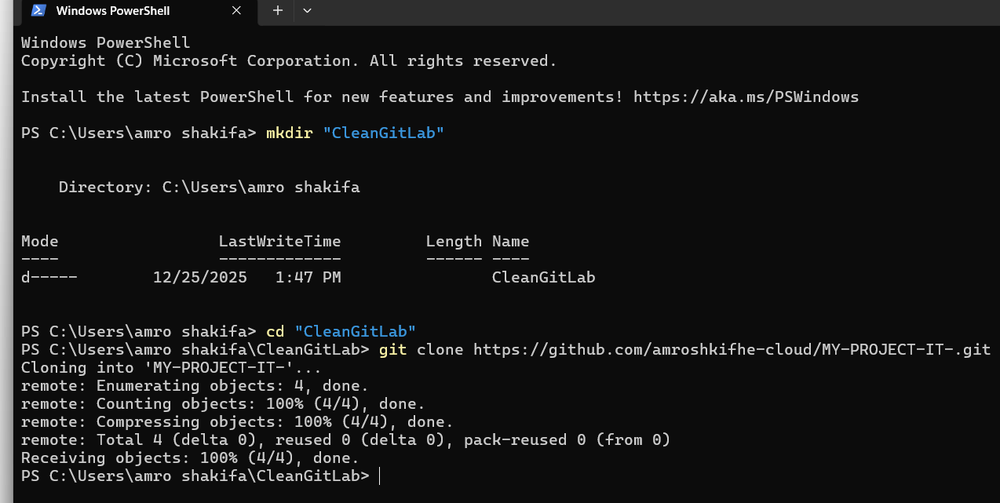 Windows PowerShell
Windows PowerShell
Copyright (C) Microsoft Corporation. All rights reserved.
Install the latest PowerShell for new features and improvements! https://aka.ms/PSWindows
PS C:\Users\amro shakifa> mkdir "CleanGitLab"
    Directory: C:\Users\amro shakifa
Mode                 LastWriteTime         Length Name
----                 -------------         ------ ----
d-----        12/25/2025   1:47 PM                CleanGitLab
PS C:\Users\amro shakifa> cd "CleanGitLab"
PS C:\Users\amro shakifa\CleanGitLab> git clone https://github.com/amroshkifhe-cloud/MY-PROJECT-IT-.git
Cloning into 'MY-PROJECT-IT-'...
remote: Enumerating objects: 4, done.
remote: Counting objects: 100% (4/4), done.
remote: Compressing objects: 100% (4/4), done.
remote: Total 4 (delta 0), reused 0 (delta 0), pack-reused 0 (from 0)
Receiving objects: 100% (4/4), done.
PS C:\Users\amro shakifa\CleanGitLab>